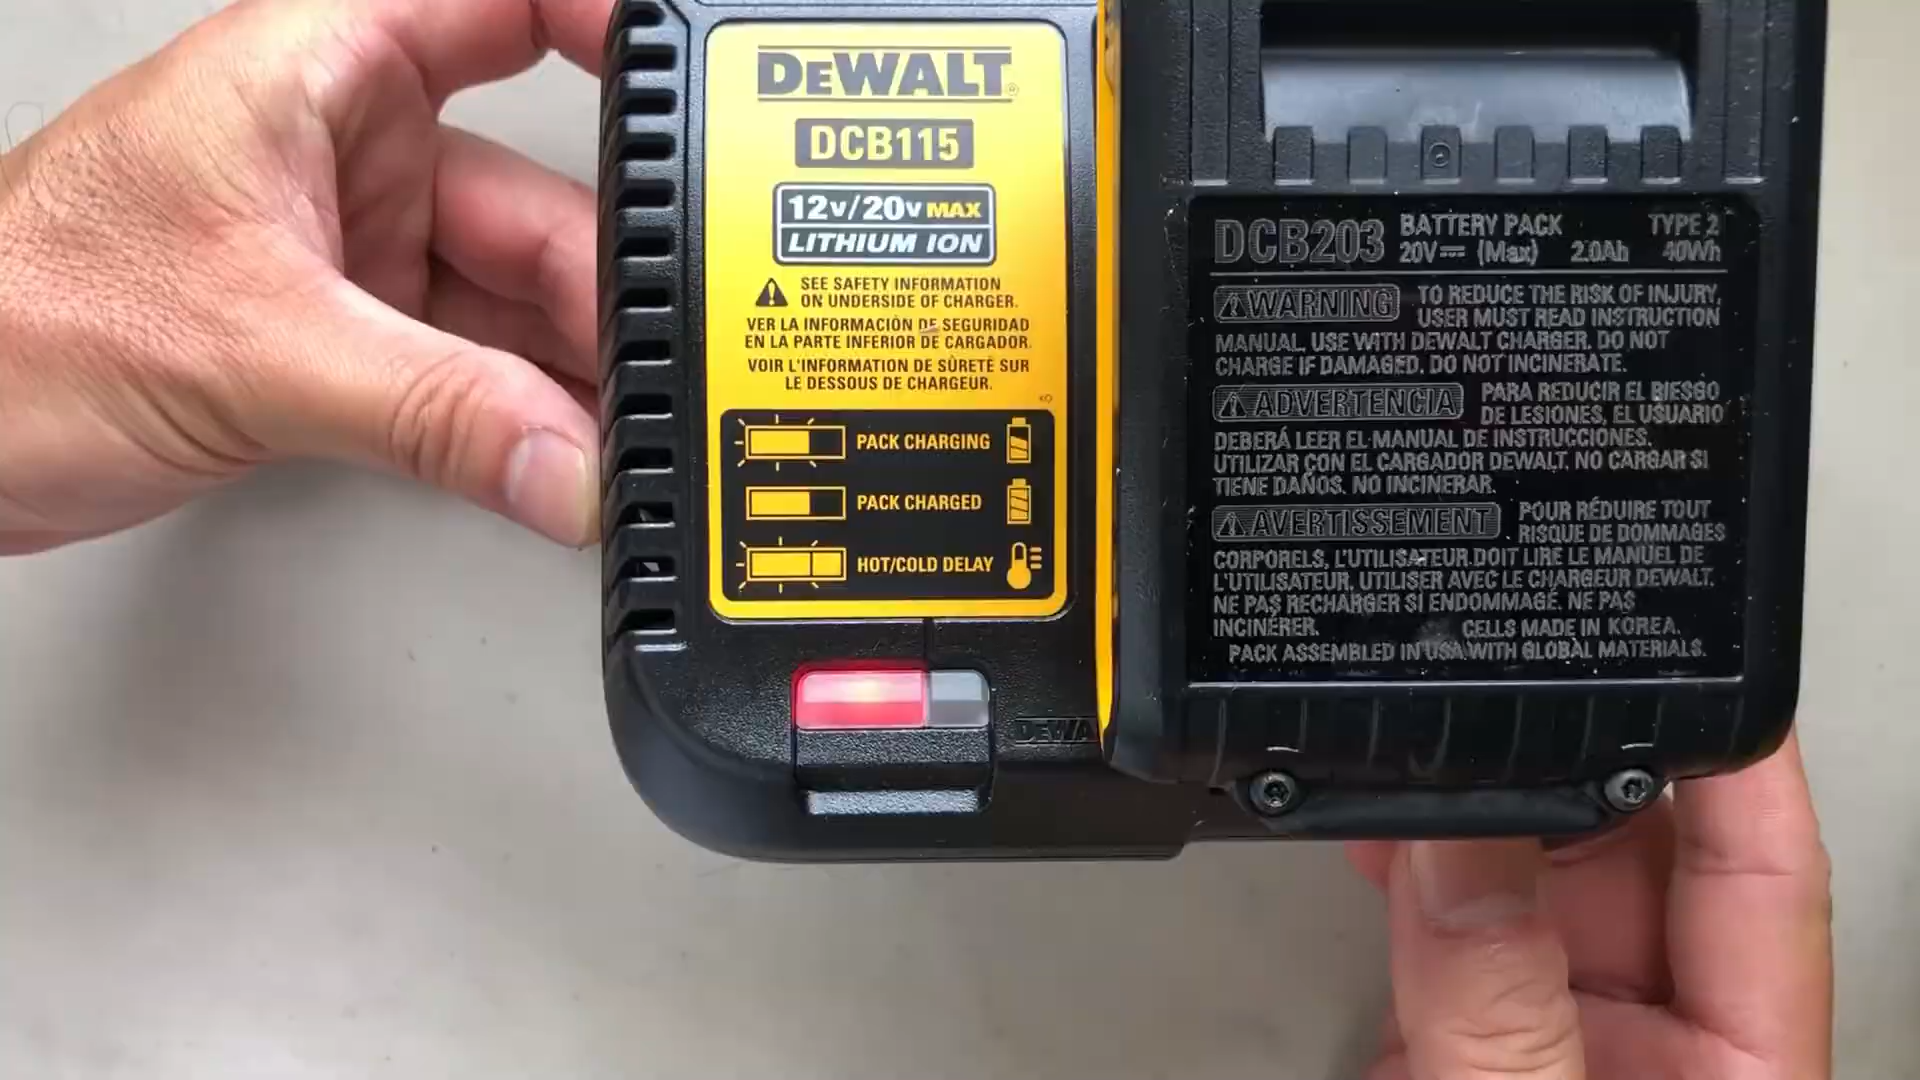 DEWALT®
DCB115
12V/20V MAX
LITHIUM ION
SEE SAFETY INFORMATION
ON UNDERSIDE OF CHARGER.
VER LA INFORMACIÓN DE SEGURIDAD
EN LA PARTE INFERIOR DE CARGADOR.
VOIR L'INFORMATION DE SÛRETÉ SUR
LE DESSOUS DE CHARGEUR.
PACK CHARGING
PACK CHARGED
HOT/COLD DELAY
DEWA
DCB203 BATTERY PACK TYPE 2
20V (Max) 2.0Ah 40Wh
WARNING TO REDUCE THE RISK OF INJURY,
USER MUST READ INSTRUCTION
MANUAL, USE WITH DEWALT CHARGER. DO NOT
CHARGE IF DAMAGED. DO NOT INCINERATE.
ADVERTENCIA PARA REDUCIR EL RIESGO
DE LESIONES, EL USUARIO
DEBERÁ LEER EL MANUAL DE INSTRUCCIONES.
UTILIZAR CON EL CARGADOR DEWALT. NO CARGAR SI
TIENE DAÑOS. NO INCINERAR.
AVERTISSEMENT POUR RÉDUIRE TOUT
RISQUE DE DOMMAGES
CORPORELS, L'UTILISATEUR DOIT LIRE LE MANUEL DE
L'UTILISATEUR. UTILISER AVEC LE CHARGEUR DEWALT.
NE PAS RECHARGER SI ENDOMMAGÉ. NE PAS
INCINÉRER. CELLS MADE IN KOREA.
PACK ASSEMBLED IN USA WITH GLOBAL MATERIALS.